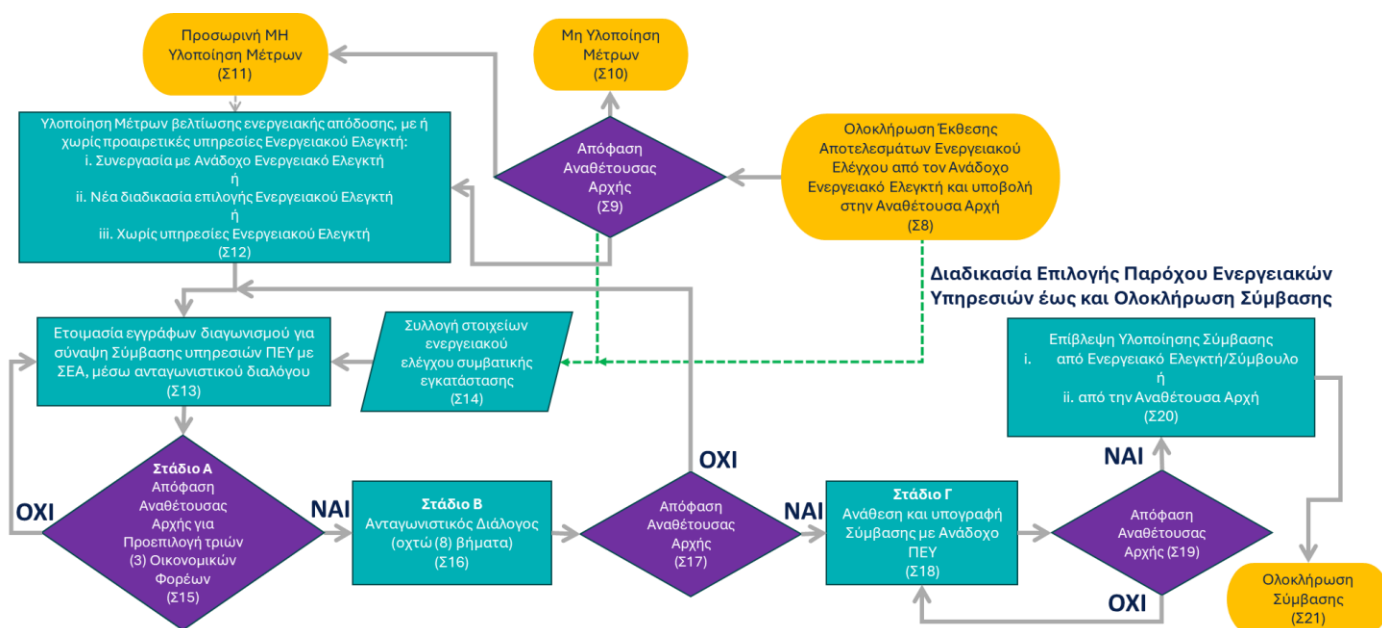 Προσωρινή ΜΗ
Υλοποίηση Μέτρων
(Σ11)
Μη Υλοποίηση
Μέτρων
(Σ10)
Υλοποίηση Μέτρων βελτίωσης ενεργειακής απόδοσης, με ή
χωρίς προαιρετικές υπηρεσίες Ενεργειακού Ελεγκτή:
i. Συνεργασία με Ανάδοχο Ενεργειακό Ελεγκτή
ή
ii. Νέα διαδικασία επιλογής Ενεργειακού Ελεγκτή
ή
iii. Χωρίς υπηρεσίες Ενεργειακού Ελεγκτή
(Σ12)
Απόφαση
Αναθέτουσας
Αρχής
(Σ9)
Ολοκλήρωση Έκθεσης
Αποτελεσμάτων Ενεργειακού
Ελέγχου από τον Ανάδοχο
Ενεργειακό Ελεγκτή και υποβολή
στην Αναθέτουσα Αρχή
(Σ8)
Διαδικασία Επιλογής Παρόχου Ενεργειακών
Υπηρεσιών έως και Ολοκλήρωση Σύμβασης
Ετοιμασία εγγράφων διαγωνισμού για
σύναψη Σύμβασης υπηρεσιών ΠΕΥ με
ΣΕΑ, μέσω ανταγωνιστικού διαλόγου
(Σ13)
Συλλογή στοιχείων
ενεργειακού
ελέγχου συμβατικής
εγκατάστασης
(Σ14)
Επίβλεψη Υλοποίησης Σύμβασης
i. από Ενεργειακό Ελεγκτή/Σύμβουλο
ή
ii. από την Αναθέτουσα Αρχή
(Σ20)
ΟΧΙ
Στάδιο Α
Απόφαση
Αναθέτουσας
Αρχής για
Προεπιλογή τριών
(3) Οικονομικών
Φορέων
(Σ15)
ΝΑΙ
Στάδιο Β
Ανταγωνιστικός Διάλογος
(οχτώ (8) βήματα)
(Σ16)
ΟΧΙ
Απόφαση
Αναθέτουσας
Αρχής
(Σ17)
ΝΑΙ
Στάδιο Γ
Ανάθεση και υπογραφή
Σύμβασης με Ανάδοχο
ΠΕΥ
(Σ18)
ΝΑΙ
Απόφαση
Αναθέτουσας
Αρχής (Σ19)
ΟΧΙ
Ολοκλήρωση
Σύμβασης
(Σ21)